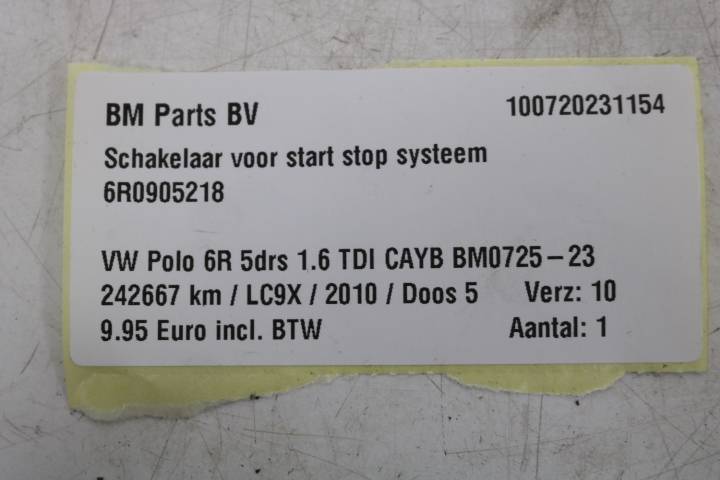 BM Parts BV 100720231154
Schakelaar voor start stop systeem
6R0905218
VW Polo 6R 5drs 1.6 TDI CAYB BM0725-23
242667 km / LC9X / 2010 / Doos 5 Verz: 10
9.95 Euro incl. BTW Aantal: 1